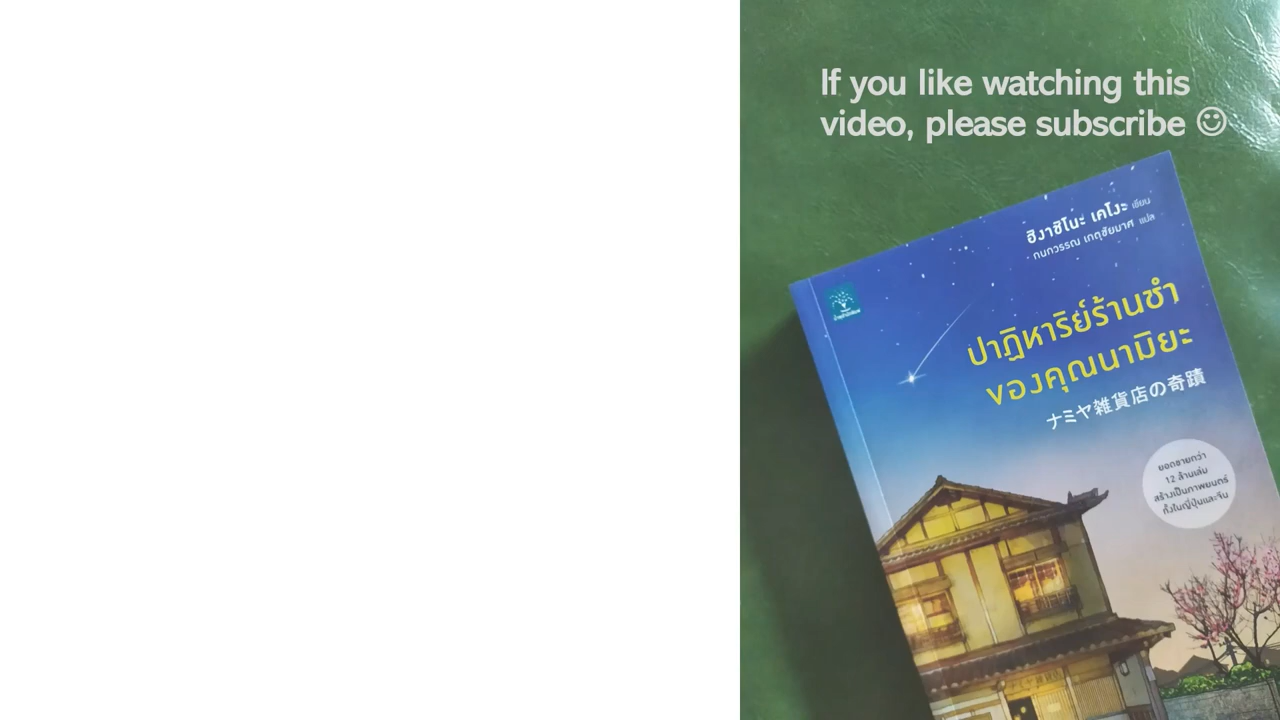 If you like watching this
video, please subscribe ☺
ฮิงาชิโนะ เคโงะ เขียน
กนกวรรณ เกตุชัยมาศ แปล
ปาฏิหาริย์ร้านชำ
ของคุณนามิยะ
ナミヤ雑貨店の奇蹟
ยอดขายกว่า
12 ล้านเล่ม
สร้างเป็นภาพยนตร์
ทั้งในญี่ปุ่นและจีน
ナミヤ雑貨店